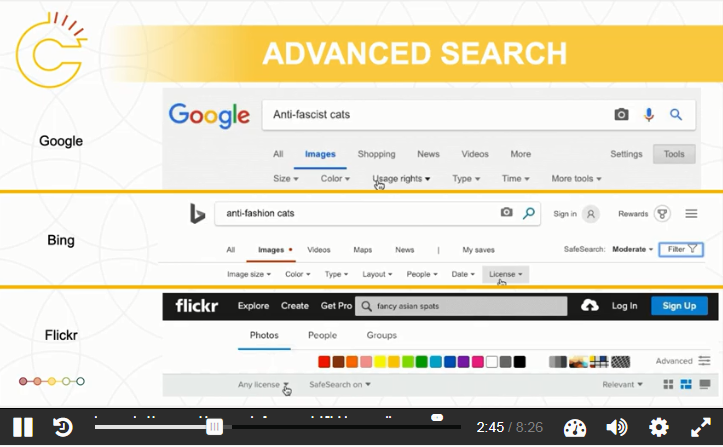 ADVANCED SEARCH
Google
Google Anti-fascist cats
All Images Shopping News Videos More Settings Tools
Size Color Usage rights Type Time More tools
Bing
anti-fashion cats Sign in Rewards
All Images Videos Maps News | My saves SafeSearch: Moderate Filter
Image size Color Type Layout People Date License
Flickr
flickr Explore Create Get Pro fancy asian spats Log In Sign Up
Photos People Groups
Advanced
Any license SafeSearch on Relevant
2:45 / 8:26